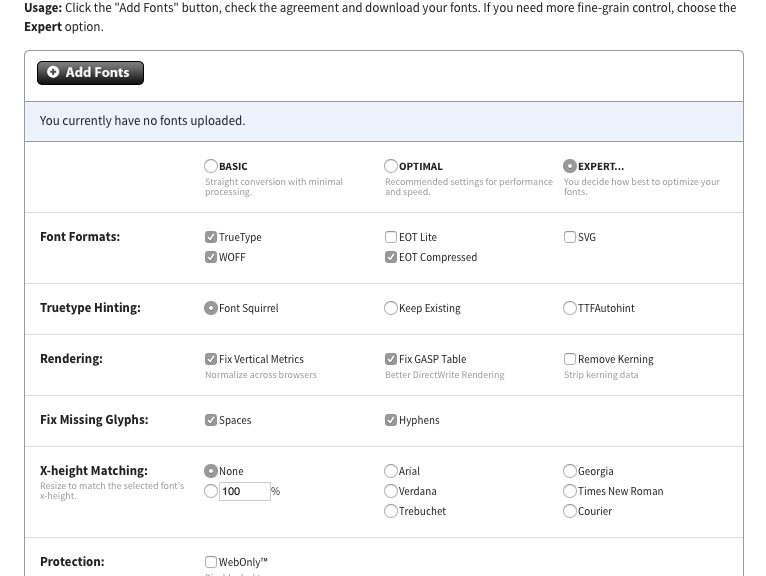 Usage: Click the "Add Fonts" button, check the agreement and download your fonts. If you need more fine-grain control, choose the
Expert option.
Add Fonts
You currently have no fonts uploaded.
BASIC OPTIMAL EXPERT...
Straight conversion with minimal Recommended settings for performance You decide how best to optimize your
processing. and speed. fonts.
Font Formats: TrueType EOT Lite SVG
WOFF EOT Compressed
Truetype Hinting: Font Squirrel Keep Existing TTFAutohint
Rendering: Fix Vertical Metrics Fix GASP Table Remove Kerning
Normalize across browsers Better DirectWrite Rendering Strip kerning data
Fix Missing Glyphs: Spaces Hyphens
X-height Matching: None Arial Georgia
Resize to match the selected font's
x-height.
100 % Verdana Times New Roman
Trebuchet Courier
Protection: WebOnly™